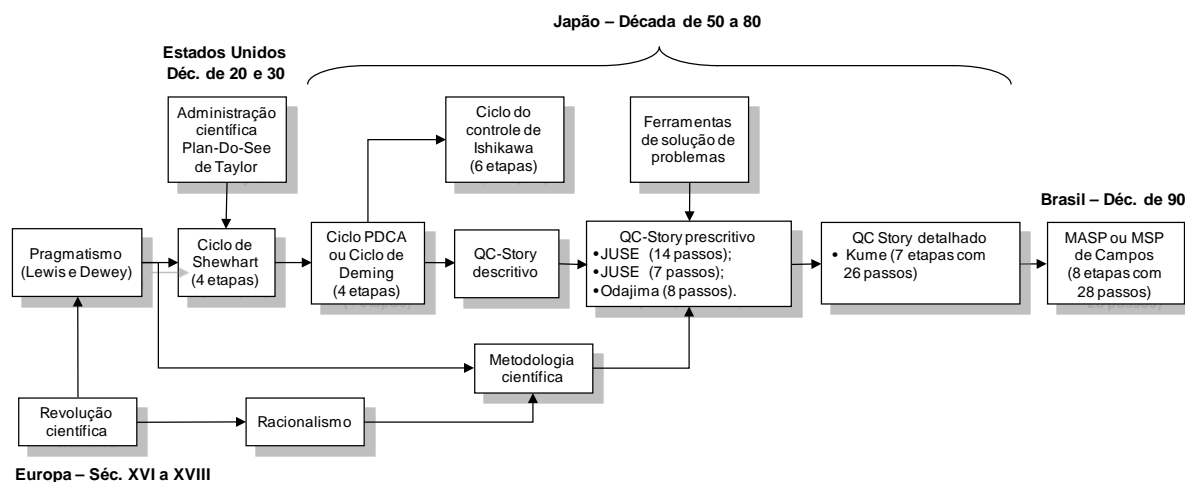 Japão – Década de 50 a 80
Estados Unidos
Déc. de 20 e 30
Administração
científica
Plan-Do-See
de Taylor
Ciclo do
controle de
Ishikawa
(6 etapas)
Ferramentas
de solução de
problemas
Brasil – Déc. de 90
Pragmatismo
(Lewis e Dewey)
Ciclo de
Shewhart
(4 etapas)
Ciclo PDCA
ou Ciclo de
Deming
(4 etapas)
QC-Story
descritivo
QC-Story prescritivo
•JUSE (14 passos);
•JUSE (7 passos);
•Odajima (8 passos).
QC Story detalhado
• Kume (7 etapas com
26 passos)
MASP ou MSP
de Campos
(8 etapas com
28 passos)
Metodologia
científica
Revolução
científica
Racionalismo
Europa – Séc. XVI a XVIII